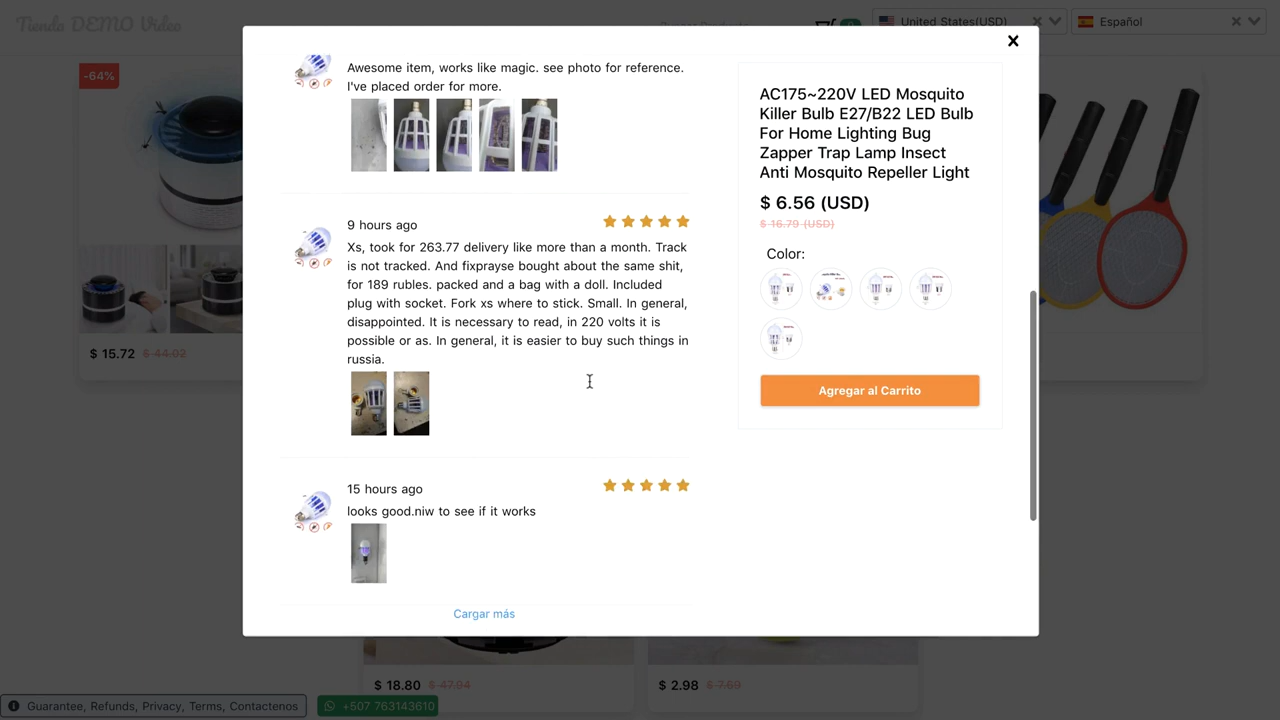 Tienda DEMO Video
United States(USD)
Español
-64%
Awesome item, works like magic. see photo for reference.
I've placed order for more.
9 hours ago
Xs, took for 263.77 delivery like more than a month. Track
is not tracked. And fixprayse bought about the same shit,
for 189 rubles. packed and a bag with a doll. Included
plug with socket. Fork xs where to stick. Small. In general,
disappointed. It is necessary to read, in 220 volts it is
possible or as. In general, it is easier to buy such things in
russia.
15 hours ago
looks good.niw to see if it works
Cargar más
AC175~220V LED Mosquito
Killer Bulb E27/B22 LED Bulb
For Home Lighting Bug
Zapper Trap Lamp Insect
Anti Mosquito Repeller Light
$ 6.56 (USD)
$ 16.79 (USD)
Color:
Agregar al Carrito
$ 15.72 $ 44.02
$ 18.80 $ 47.04
$ 2.98 $ 7.69
Guarantee, Refunds, Privacy, Terms, Contactenos
+507 763143610